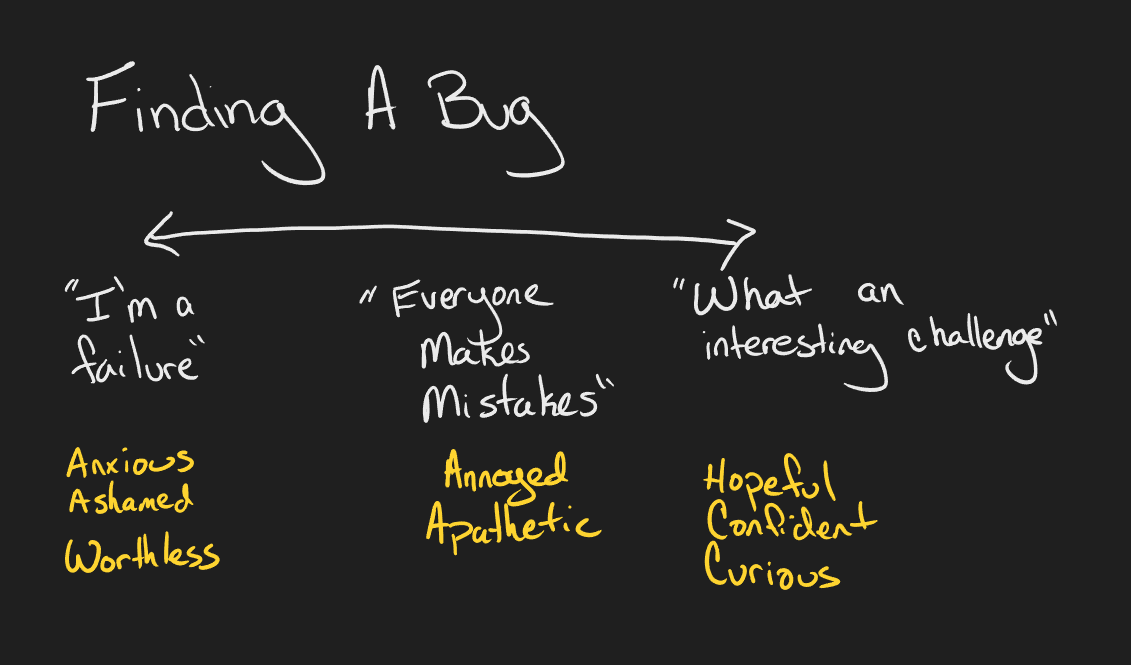 Finding A Bug
"I'm a
failure"
"Everyone
Makes
Mistakes"
"What an
interesting challenge"
Anxious
Ashamed
Worthless
Annoyed
Apathetic
Hopeful
Confident
Curious